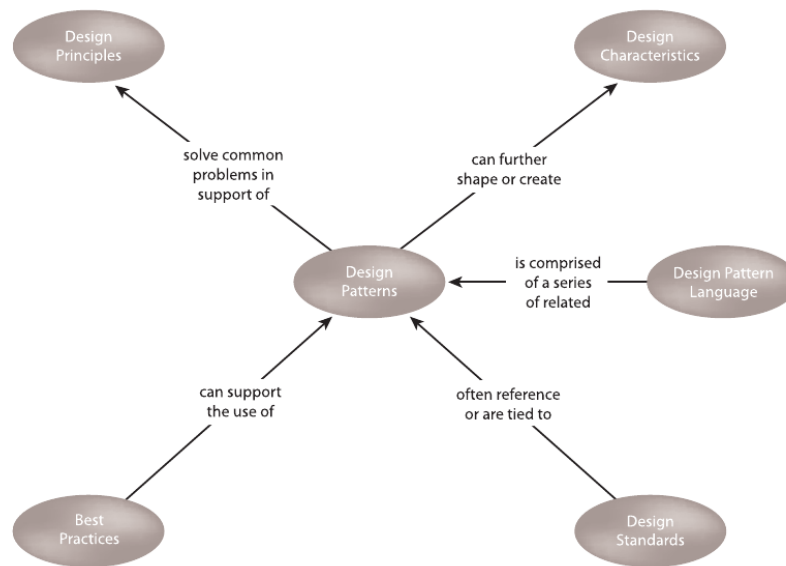 Design
Principles
Design
Characteristics
solve common
problems in
support of
can further
shape or create
Design
Patterns
is comprised
of a series
of related
Design Pattern
Language
can support
the use of
often reference
or are tied to
Best
Practices
Design
Standards